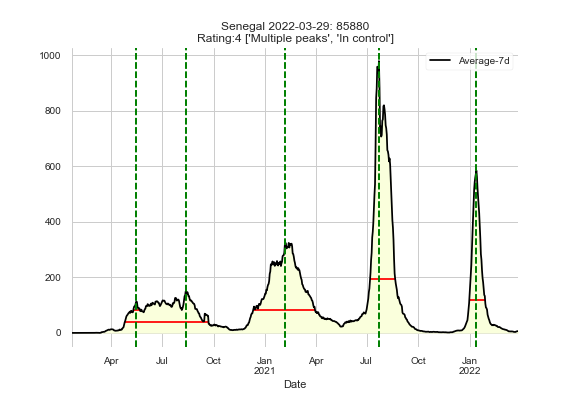 Senegal 2022-03-29: 85880
Rating:4 ['Multiple peaks', 'In control']
Average-7d
1000
800
600
400
200
0
Apr Jul Oct Jan Apr Jul Oct Jan
2021 2022
Date